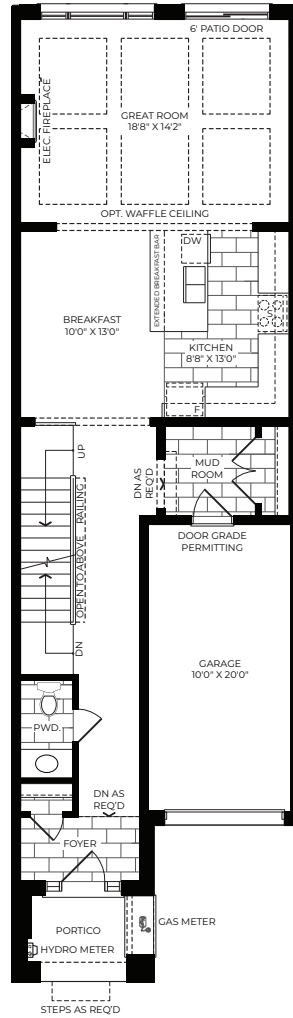 6' PATIO DOOR
ELEC. FIREPLACE
GREAT ROOM
18'8" X 14'2"
OPT. WAFFLE CEILING
EXTENDED BREAKFAST BAR
DW
BREAKFAST
10'0" X 13'0"
S
KITCHEN
8'8" X 13'0"
F
UP
DN AS
REQ'D
MUD
ROOM
OPEN TO ABOVE
RAILING
DOOR GRADE
PERMITTING
DN
GARAGE
10'0" X 20'0"
PWD.
DN AS
REQ'D
FOYER
PORTICO
GAS METER
HYDRO METER
STEPS AS REQ'D